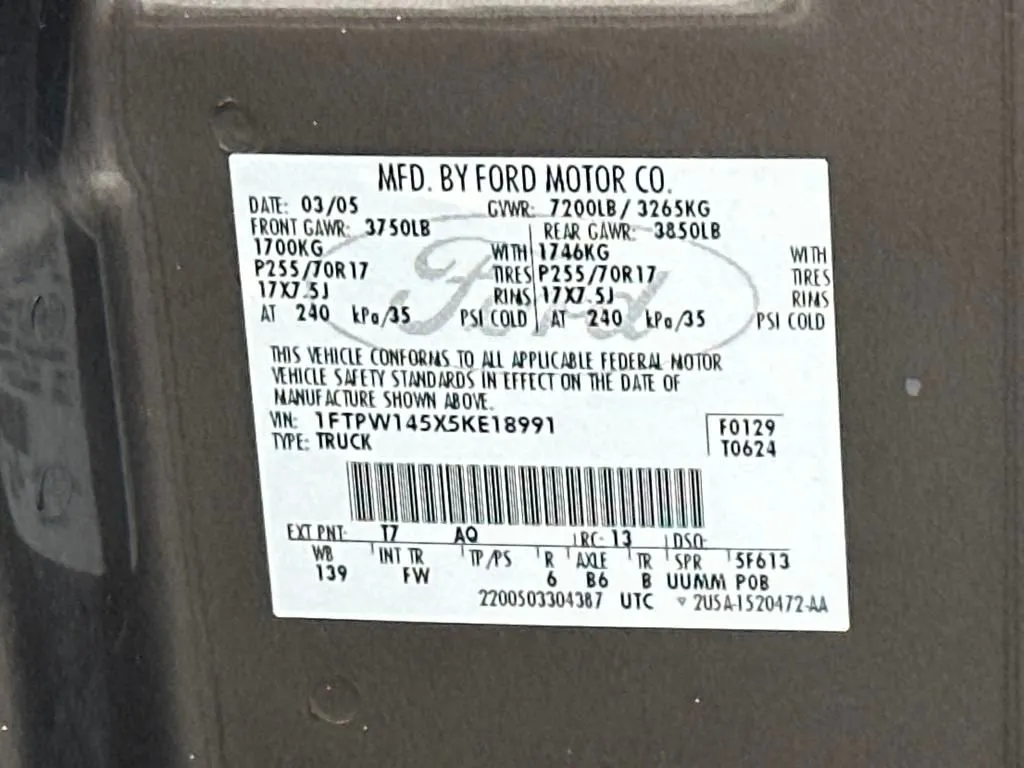 MFD. BY FORD MOTOR CO.
DATE: 03/05 GVWR: 7200LB / 3265KG
FRONT GAWR: 3750LB REAR GAWR: 3850LB
1700KG WITH 1746KG WITH
P255/70R17 TIRES P255/70R17 TIRES
17X7.5J RIMS 17X7.5J RIMS
AT 240 kPa/35 PSI COLD AT 240 kPa/35 PSI COLD
Ford
THIS VEHICLE CONFORMS TO ALL APPLICABLE FEDERAL MOTOR
VEHICLE SAFETY STANDARDS IN EFFECT ON THE DATE OF
MANUFACTURE SHOWN ABOVE.
VIN: 1FTPW145X5KE18991 F0129
TYPE: TRUCK T0624
EXT PNT: T7 AQ RC: 13 DSO:
WB INT TR TP/PS R AXLE TR SPR 5F613
139 FW 6 B6 B UUMM POB
2200503304387 UTC ▿ 2U5A-1520472-AA